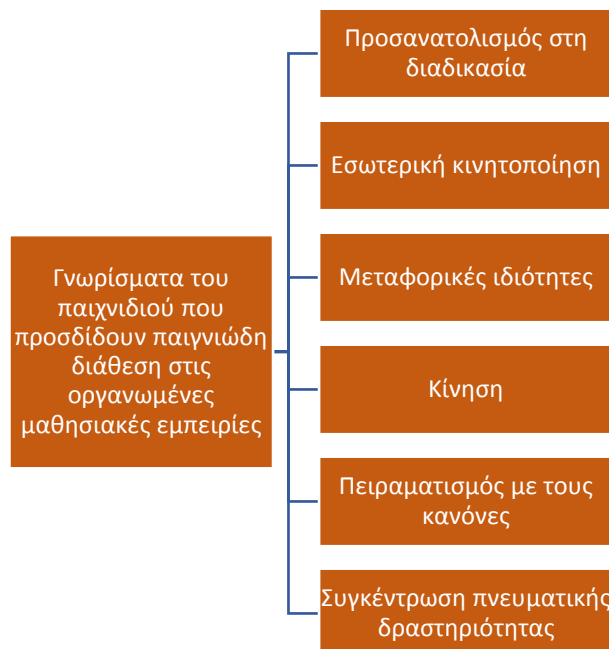 Προσανατολισμός στη
διαδικασία
Εσωτερική κινητοποίηση
Μεταφορικές ιδιότητες
Γνωρίσματα του
παιχνιδιού που
προσδίδουν παιγνιώδη
διάθεση στις
οργανωμένες
μαθησιακές εμπειρίες
Κίνηση
Πειραματισμός με τους
κανόνες
Συγκέντρωση πνευματικής
δραστηριότητας